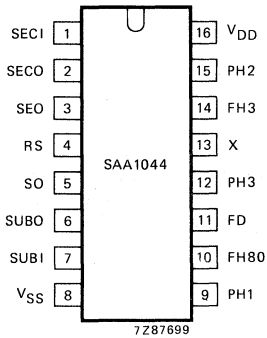 SECI 1 16 VDD
SECO 2 15 PH2
SEO 3 14 FH3
RS 4 13 X
SAA1044
SO 5 12 PH3
SUBO 6 11 FD
SUBI 7 10 FH80
VSS 8 9 PH1
7Z87699